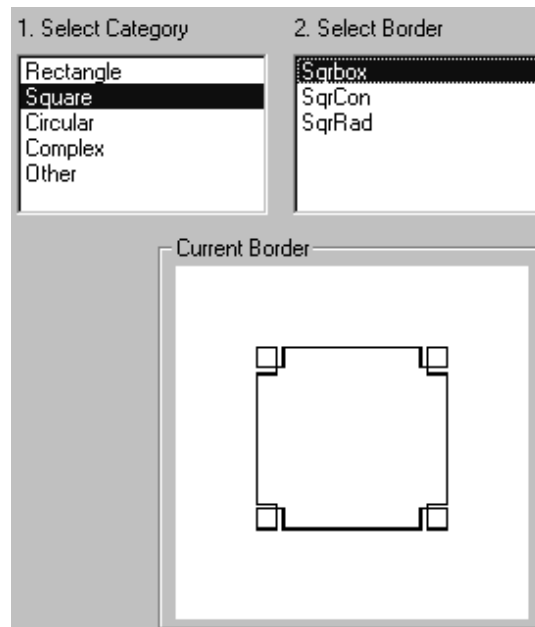 1. Select Category
2. Select Border
Rectangle
Square
Circular
Complex
Other
Sqrbox
SqrCon
SqrRad
Current Border